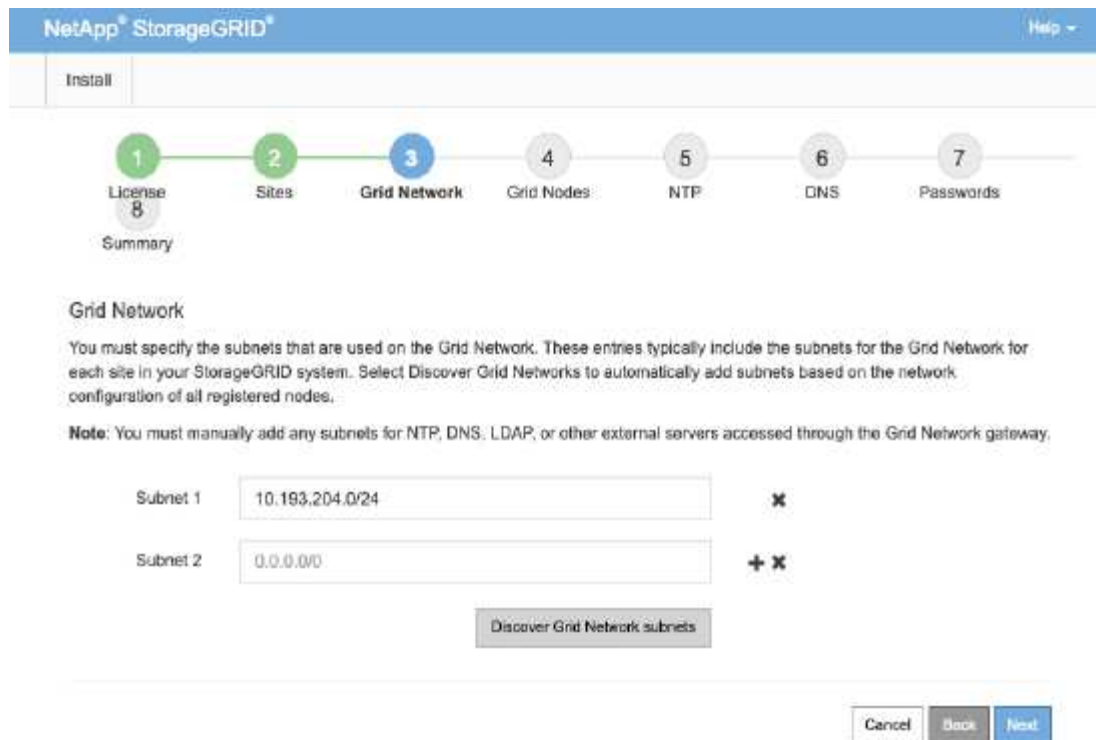 NetApp® StorageGRID®
Help
Install
1 2 3 4 5 6 7
License Sites Grid Network Grid Nodes NTP DNS Passwords
8
Summary
Grid Network
You must specify the subnets that are used on the Grid Network. These entries typically include the subnets for the Grid Network for
each site in your StorageGRID system. Select Discover Grid Networks to automatically add subnets based on the network
configuration of all registered nodes.
Note: You must manually add any subnets for NTP, DNS, LDAP, or other external servers accessed through the Grid Network gateway.
Subnet 1 10.193.204.0/24
Subnet 2 0.0.0.0/0
Discover Grid Network subnets
Cancel Back Next